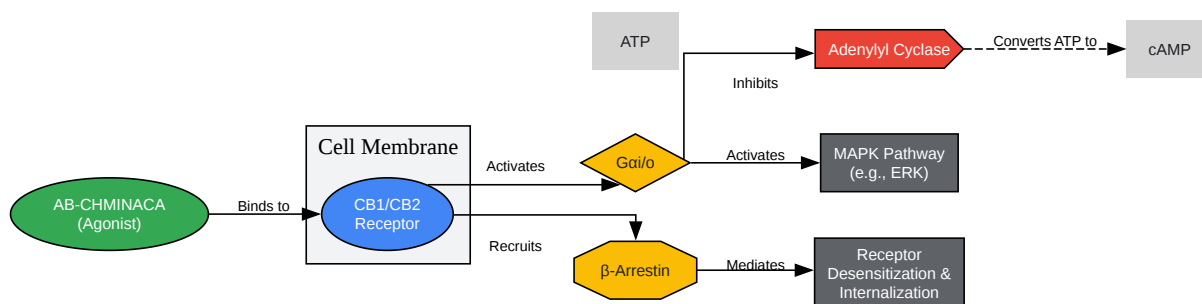 ATP
Adenylyl Cyclase
Converts ATP to
cAMP
Inhibits
Cell Membrane
Activates
Gαi/o
Activates
MAPK Pathway
(e.g., ERK)
AB-CHMINACA
(Agonist)
Binds to
CB1/CB2
Receptor
Recruits
β-Arrestin
Mediates
Receptor
Desensitization &
Internalization